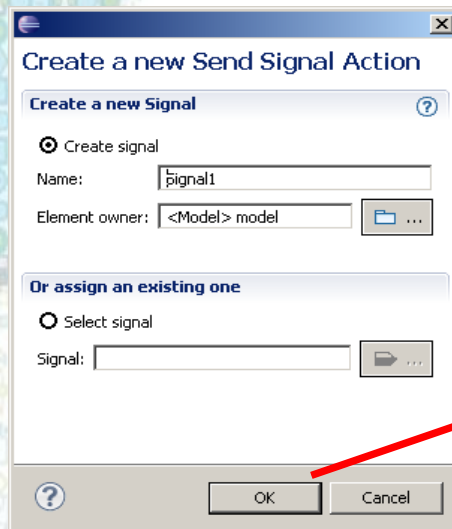 Create a new Send Signal Action
Create a new Signal
Create signal
Name: signal1
Element owner: <Model> model ...
Or assign an existing one
Select signal
Signal: ...
OK Cancel